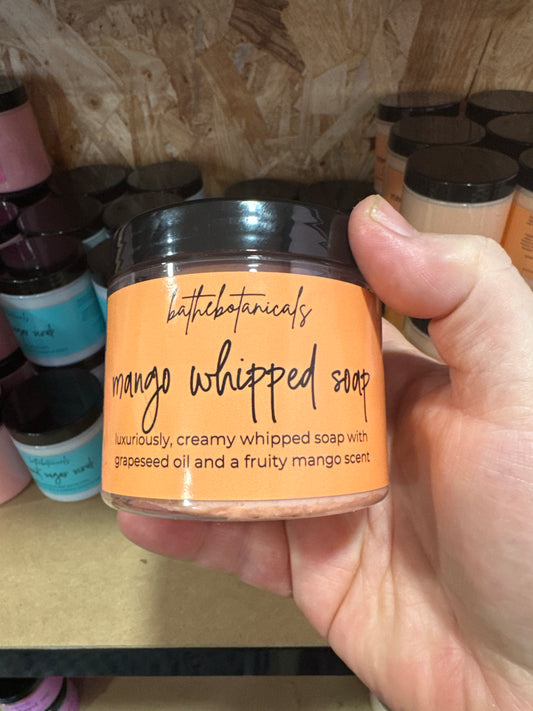 bathebotanicals
mango whipped soap
luxuriously, creamy whipped soap with
grapeseed oil and a fruity mango scent